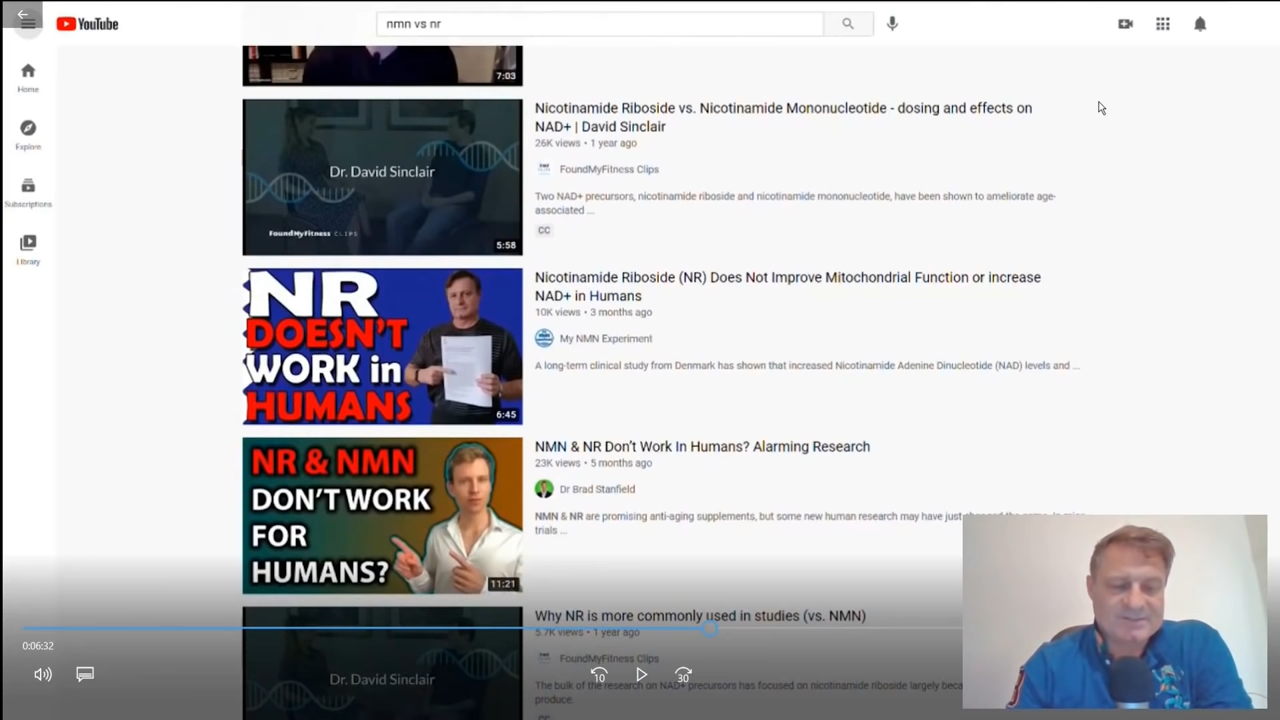 YouTube
nmn vs nr
Home
Explore
Subscriptions
Library
7:03
Dr. David Sinclair
FoundMyFitness CLIPS
5:58
Nicotinamide Riboside vs. Nicotinamide Mononucleotide - dosing and effects on
NAD+ | David Sinclair
26K views • 1 year ago
FoundMyFitness Clips
Two NAD+ precursors, nicotinamide riboside and nicotinamide mononucleotide, have been shown to ameliorate age-
associated ...
CC
NR
DOESN'T
WORK in
HUMANS
6:45
Nicotinamide Riboside (NR) Does Not Improve Mitochondrial Function or increase
NAD+ in Humans
10K views • 3 months ago
My NMN Experiment
A long-term clinical study from Denmark has shown that increased Nicotinamide Adenine Dinucleotide (NAD) levels and ...
NR & NMN
DON'T WORK
FOR
HUMANS?
11:21
NMN & NR Don't Work In Humans? Alarming Research
23K views • 5 months ago
Dr Brad Stanfield
NMN & NR are promising anti-aging supplements, but some new human research may have just
trials ...
Dr. David Sinclair
Why NR is more commonly used in studies (vs. NMN)
5.7K views • 1 year ago
FoundMyFitness Clips
The bulk of the research on NAD+ precursors has focused on nicotinamide riboside largely
produce.
CC
0:06:32
10
30